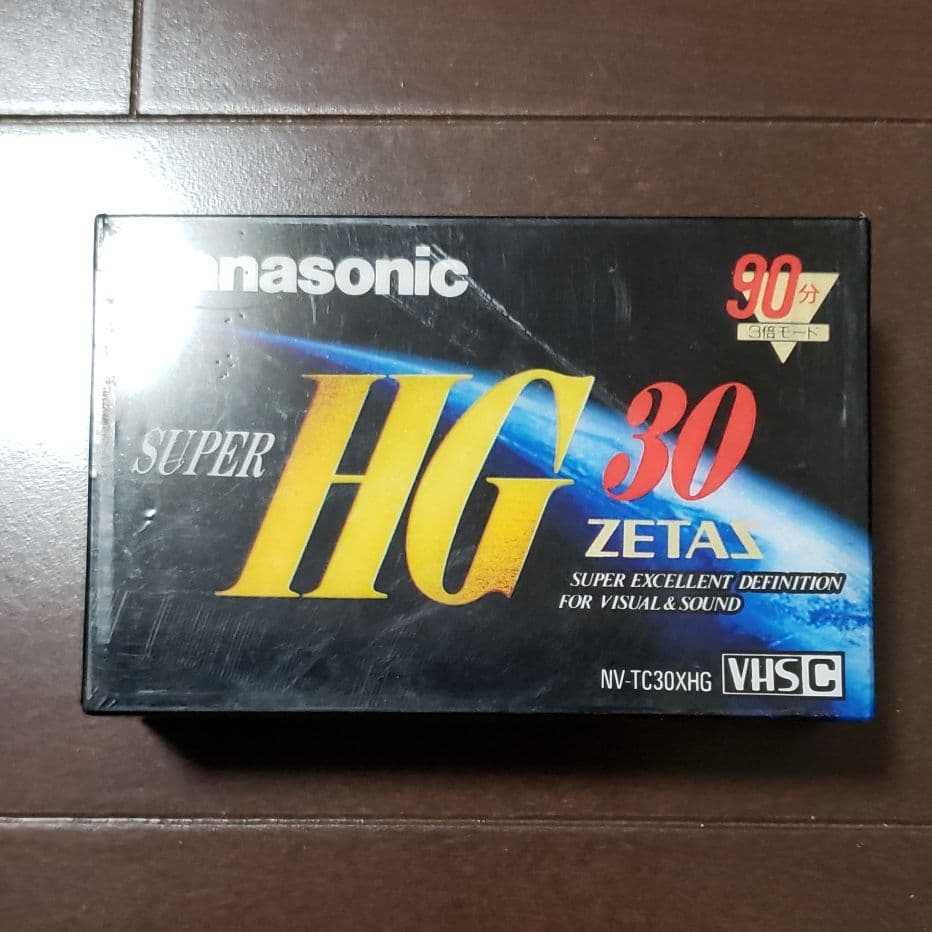 Panasonic
90分
3倍モード
SUPER HG 30
ZETAS
SUPER EXCELLENT DEFINITION
FOR VISUAL & SOUND
NV-TC30XHG VHS C